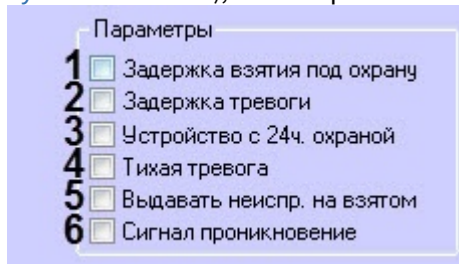 Параметры
1 Задержка взятия под охрану
2 Задержка тревоги
3 Устройство с 24ч. охраной
4 Тихая тревога
5 Выдавать неиспр. на взятом
6 Сигнал проникновение